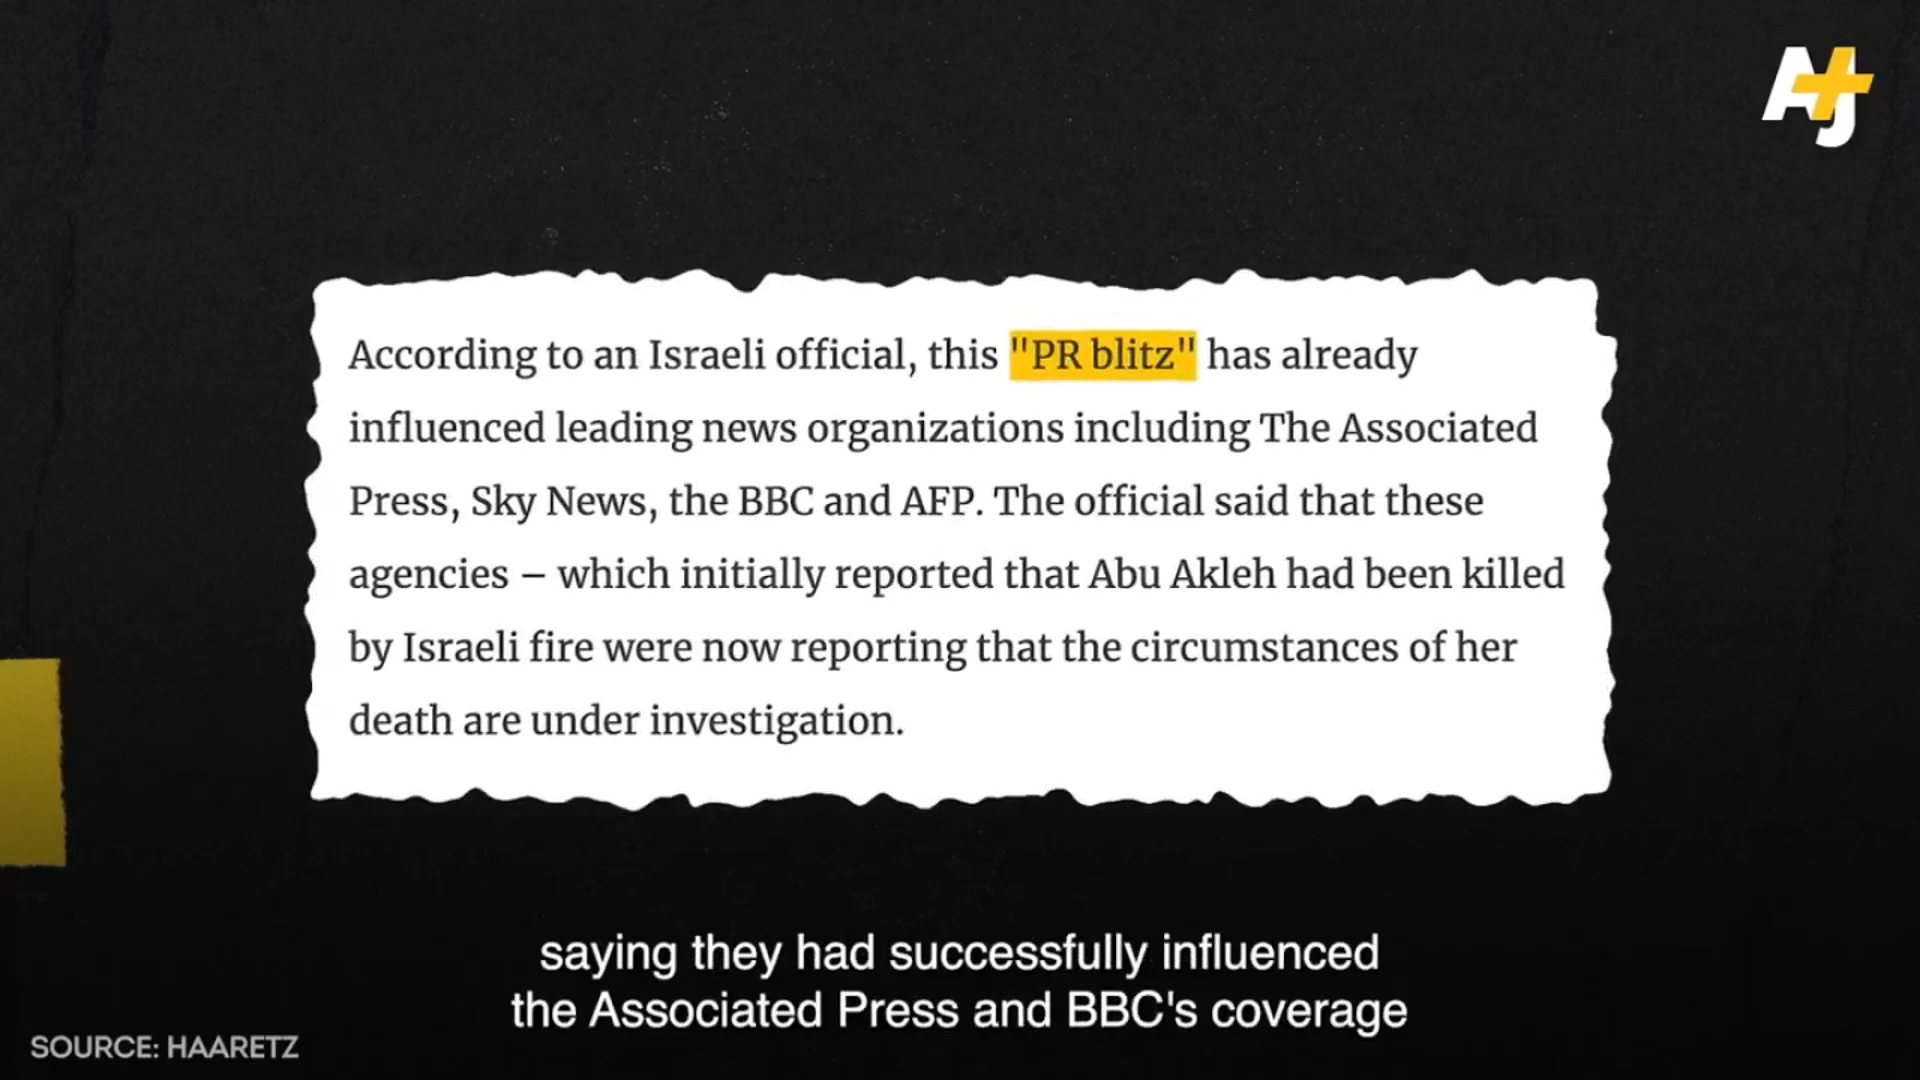 AJ+
According to an Israeli official, this "PR blitz" has already
influenced leading news organizations including The Associated
Press, Sky News, the BBC and AFP. The official said that these
agencies – which initially reported that Abu Akleh had been killed
by Israeli fire were now reporting that the circumstances of her
death are under investigation.
saying they had successfully influenced
the Associated Press and BBC's coverage
SOURCE: HAARETZ